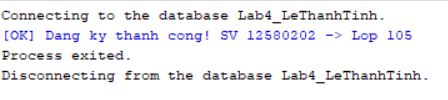 Connecting to the database Lab4_LeThanhTinh.
[OK] Dang ky thanh cong! SV 12580202 -> Lop 105
Process exited.
Disconnecting from the database Lab4_LeThanhTinh.